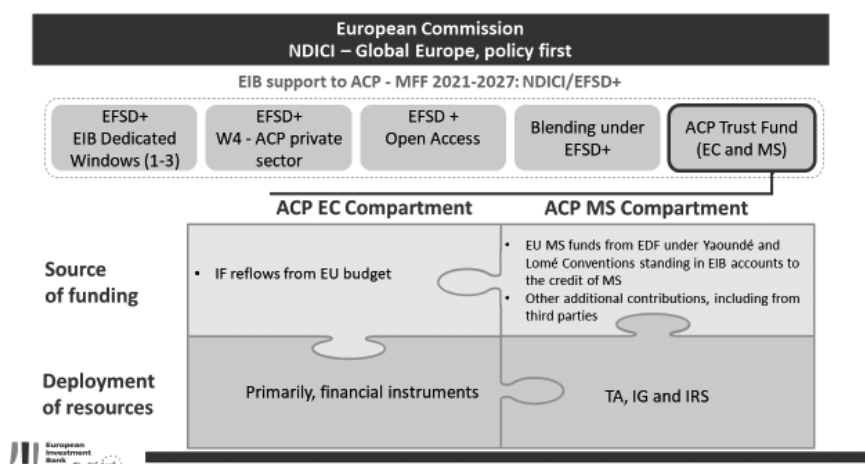 European Commission
NDICI – Global Europe, policy first
EIB support to ACP - MFF 2021-2027: NDICI/EFSD+
EFSD+
EIB Dedicated
Windows (1-3)
EFSD+
W4 - ACP private
sector
EFSD +
Open Access
Blending under
EFSD+
ACP Trust Fund
(EC and MS)
ACP EC Compartment
ACP MS Compartment
Source
of funding
• IF reflows from EU budget
• EU MS funds from EDF under Yaoundé and
Lomé Conventions standing in EIB accounts to
the credit of MS
• Other additional contributions, including from
third parties
Deployment
of resources
Primarily, financial instruments
TA, IG and IRS
European
Investment
Bank